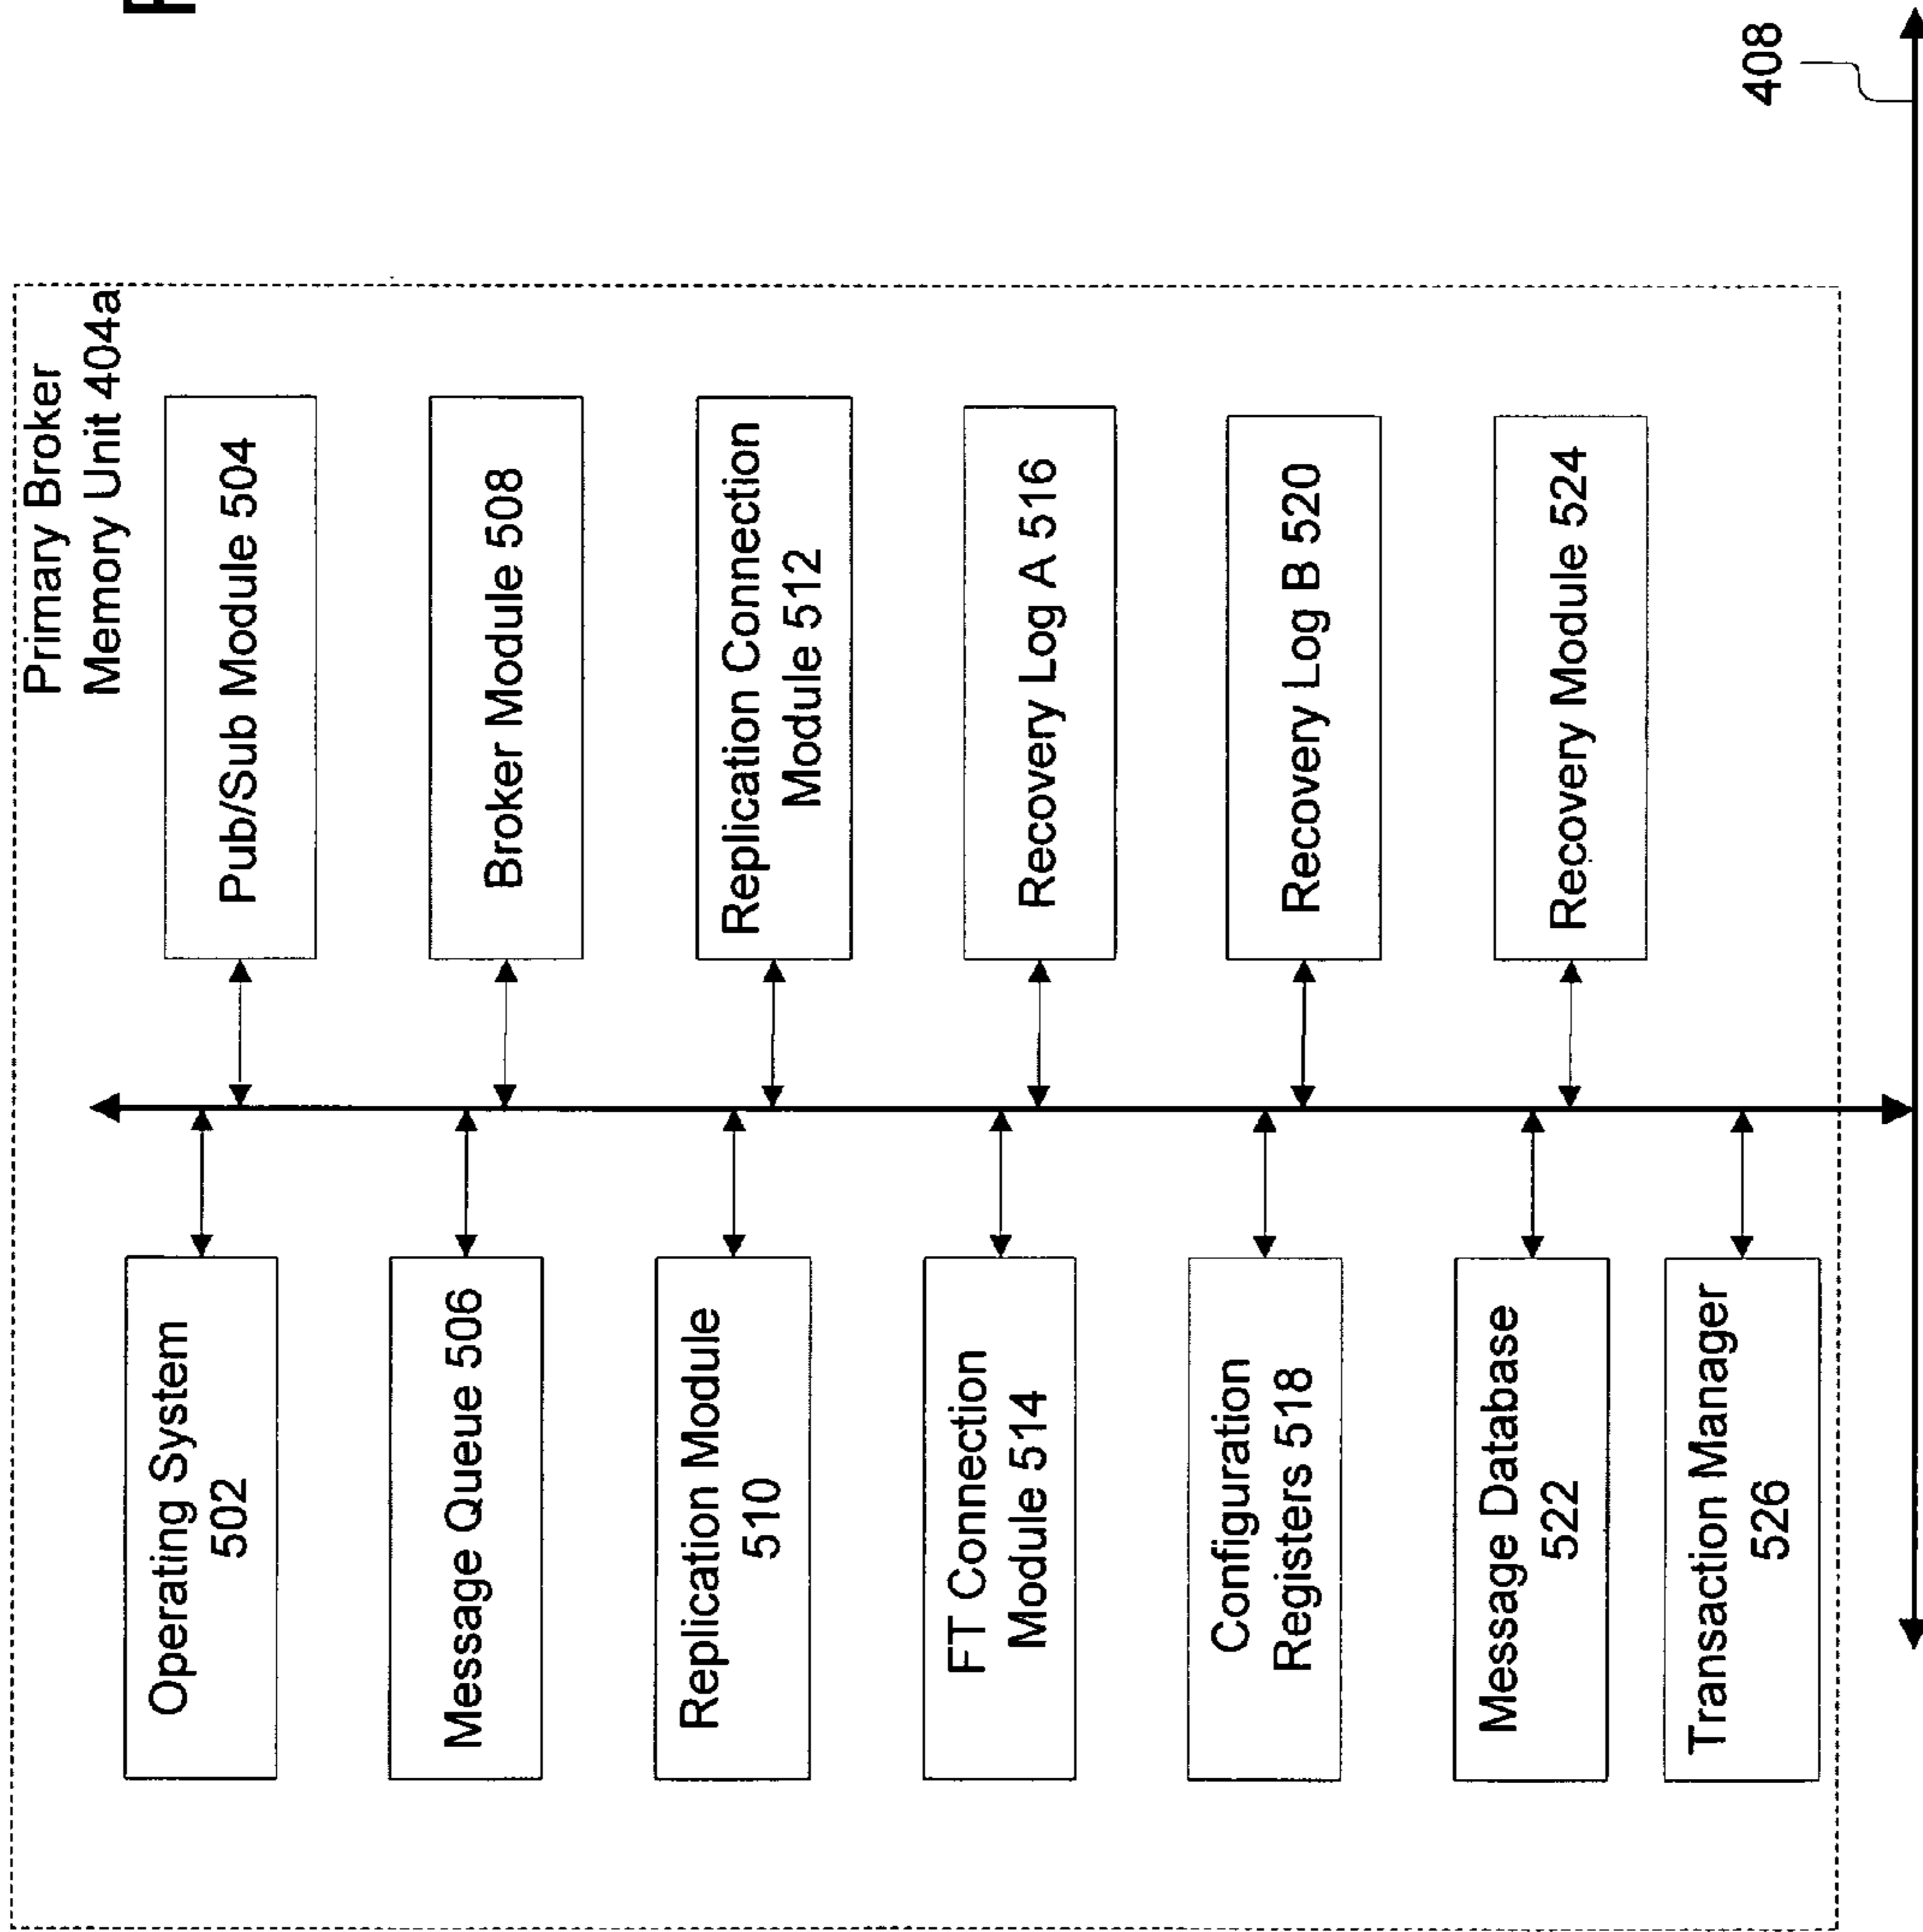 Primary Broker
Memory Unit 404a
Operating System
502
Pub/Sub Module 504
Message Queue 506
Broker Module 508
Replication Module
510
Replication Connection
Module 512
FT Connection
Module 514
Recovery Log A 516
Configuration
Registers 518
Recovery Log B 520
Message Database
522
Recovery Module 524
Transaction Manager
526
408